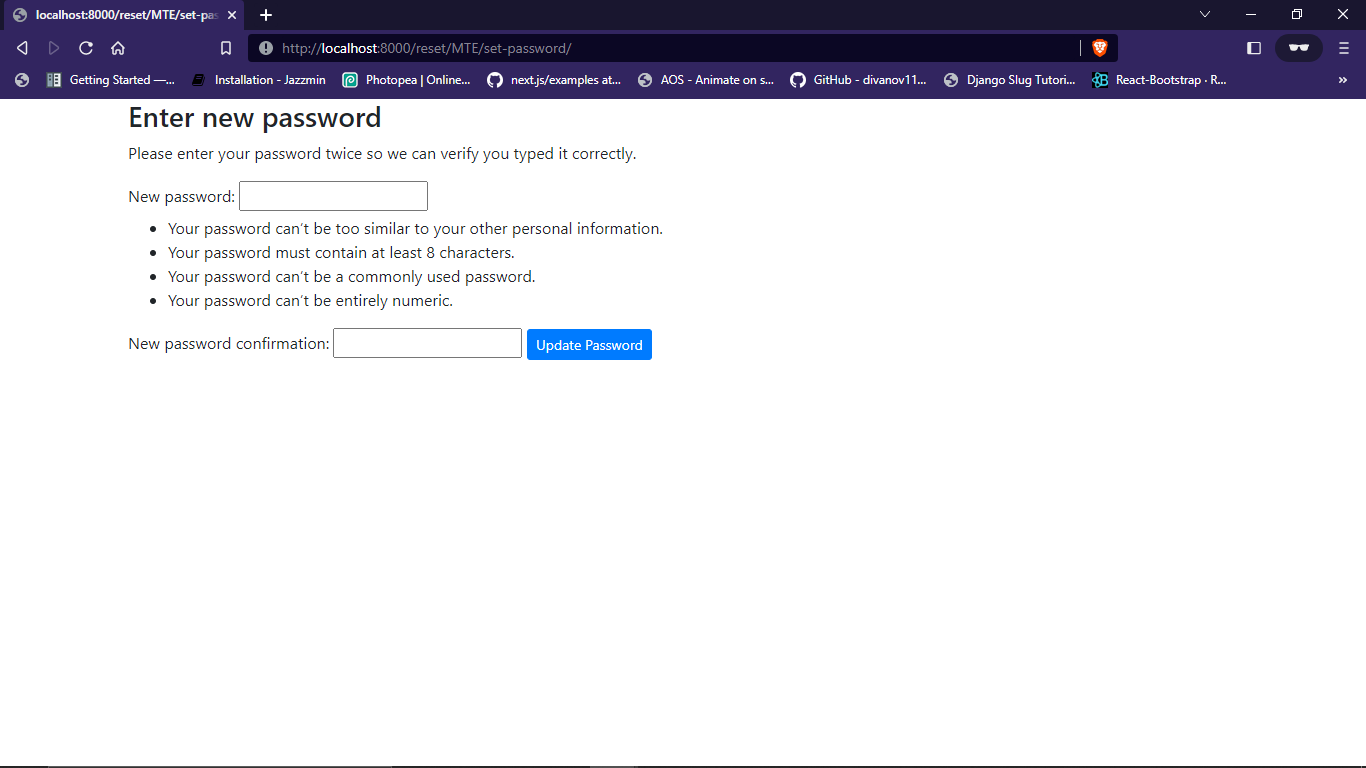 localhost:8000/reset/MTE/set-pas
http://localhost:8000/reset/MTE/set-password/
Getting Started —... Installation - Jazzmin Photopea | Online... next.js/examples at... AOS - Animate on s... GitHub - divanov11... Django Slug Tutori... React-Bootstrap · R...
Enter new password
Please enter your password twice so we can verify you typed it correctly.
New password:
• Your password can’t be too similar to your other personal information.
• Your password must contain at least 8 characters.
• Your password can’t be a commonly used password.
• Your password can’t be entirely numeric.
New password confirmation: Update Password